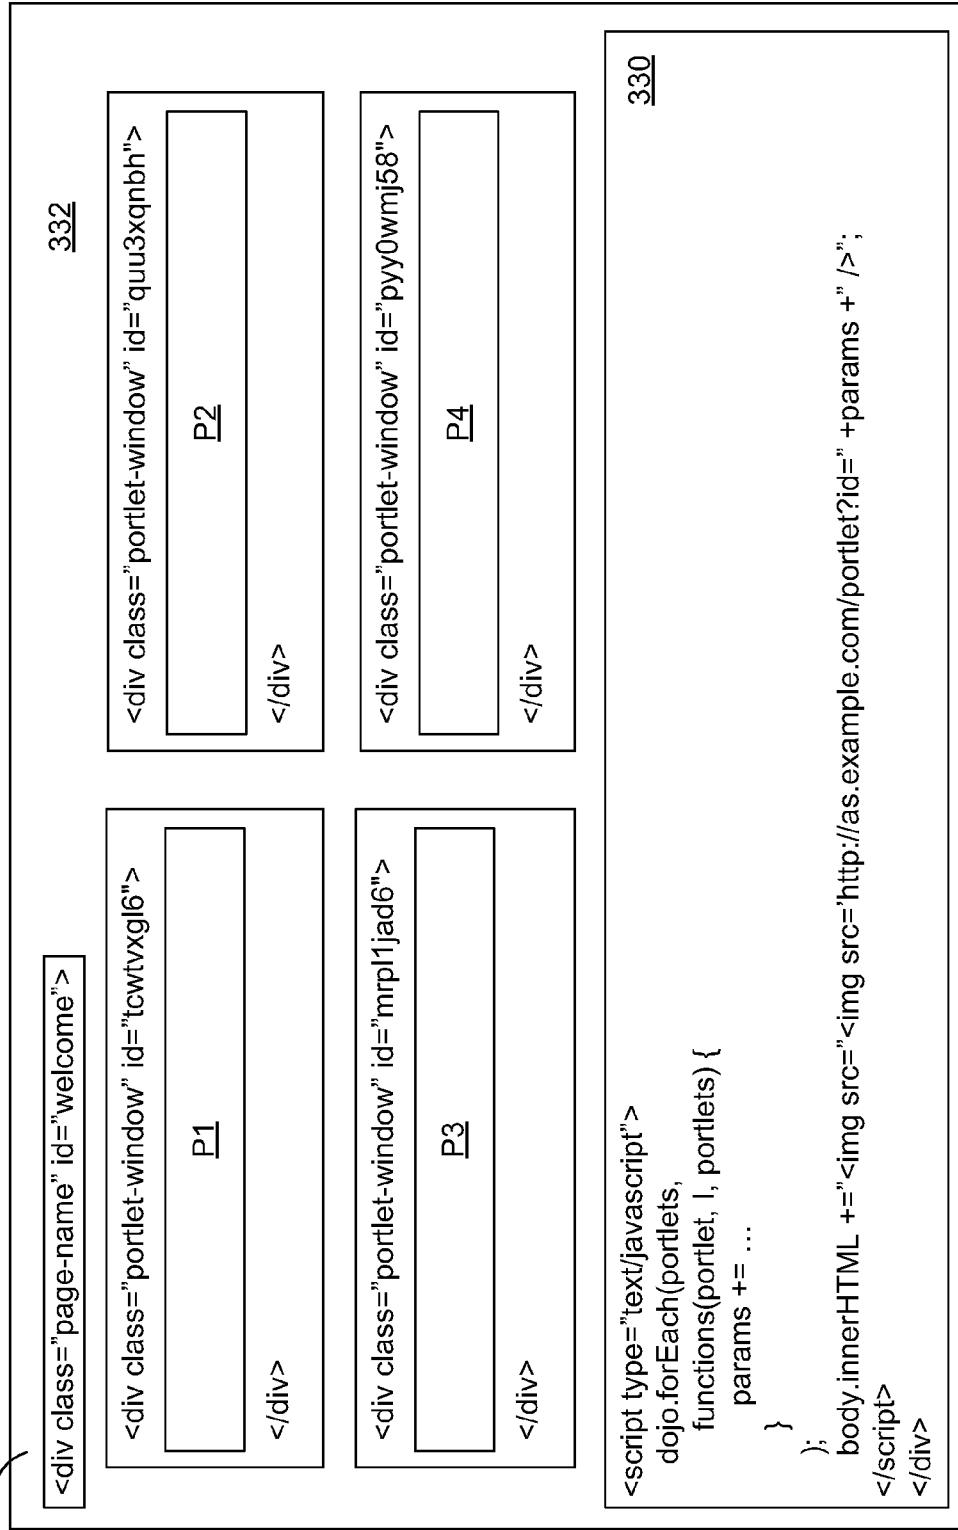 <div class=”page-name” id=”welcome”>
332
<div class=”portlet-window” id=”tcwtvxgl6”>
P1
</div>
<div class=”portlet-window” id=”quu3xqnbh”>
P2
</div>
<div class=”portlet-window” id=”mrpl1jad6”>
P3
</div>
<div class=”portlet-window” id=”pyy0wmj58”>
P4
</div>
330
<script type=”text/javascript”>
dojo.forEach(portlets,
functions(portlet, I, portlets) {
params += …
}
);
body.innerHTML +=”<img src=”<img src=’http://as.example.com/portlet?id=” +params +” />”;
</script>
</div>